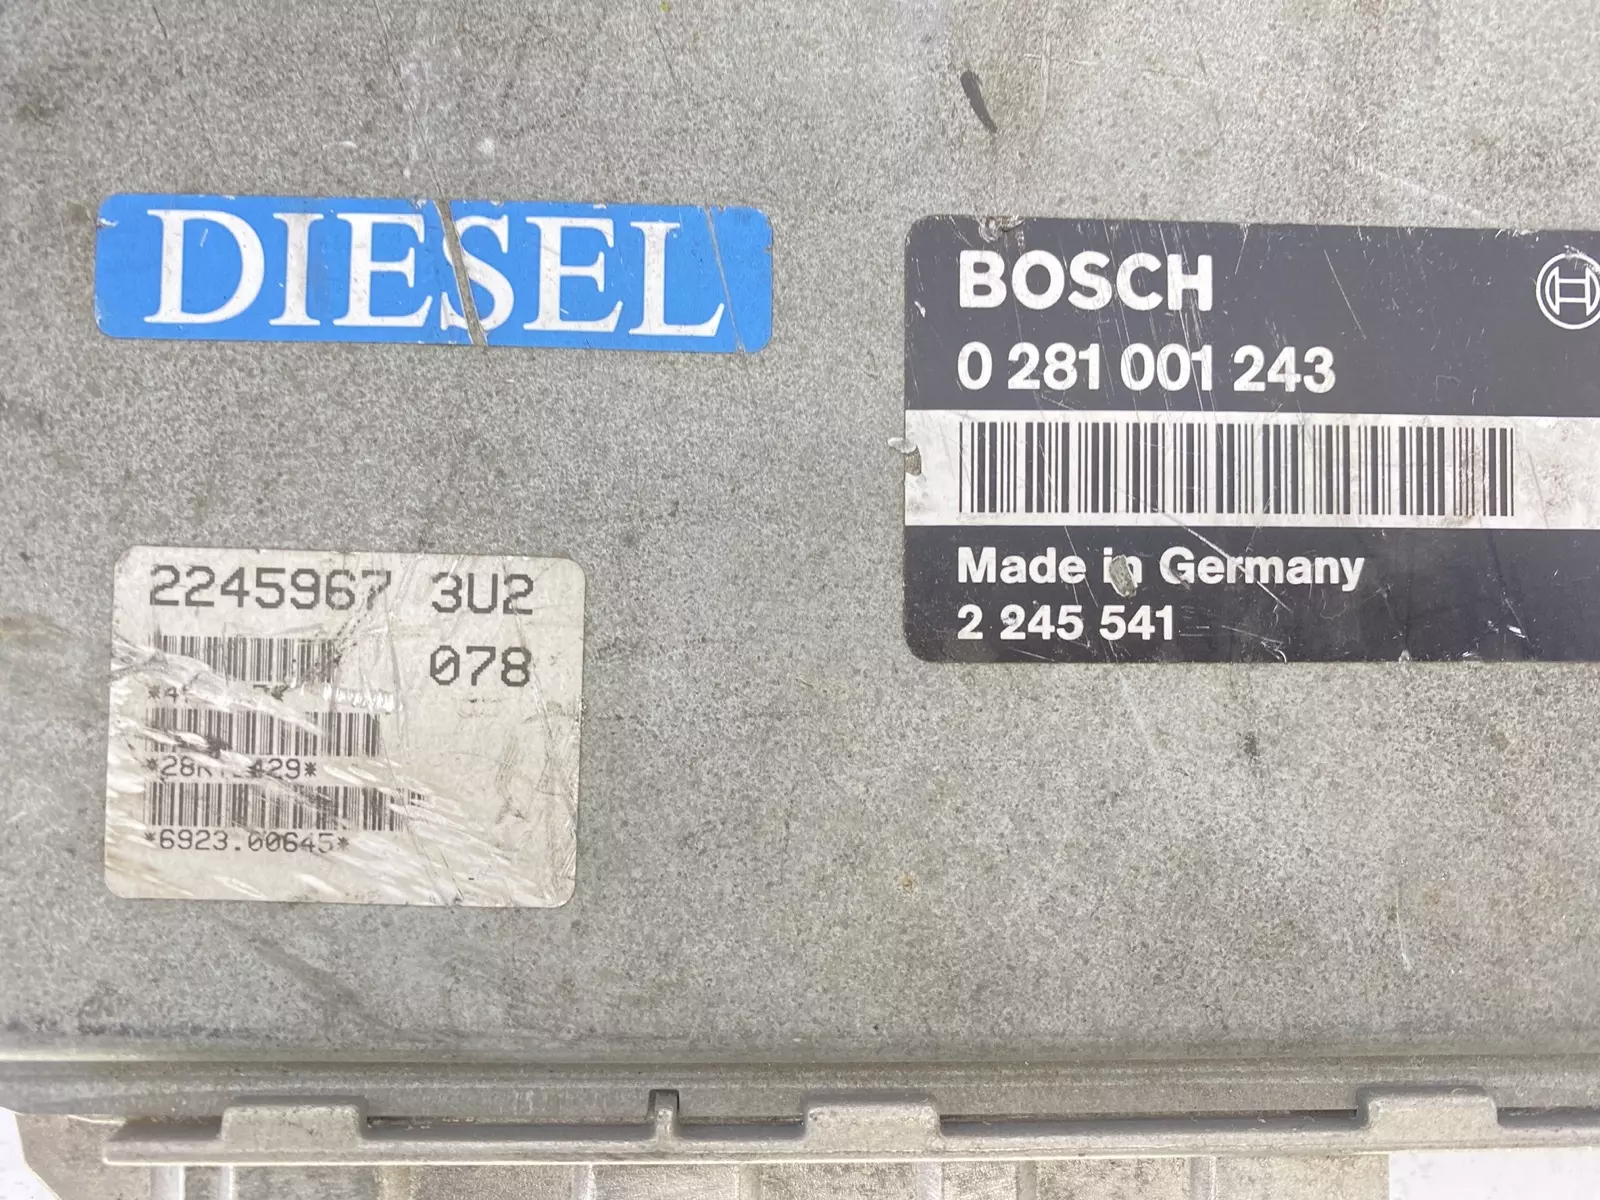 DIESEL
BOSCH
0 281 001 243
Made in Germany
2 245 541
2245967 3U2
078
*6923.00645*